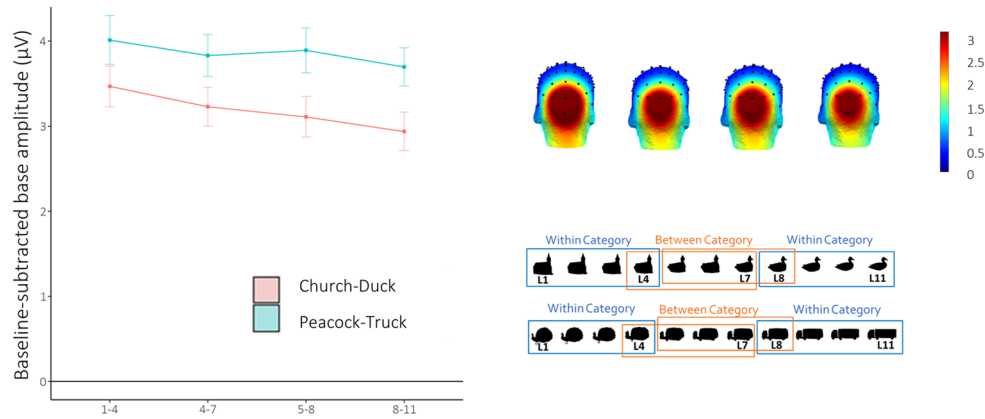 Baseline-subtracted base amplitude (µV)
4
3
2
1
0
1-4
4-7
5-8
8-11
Church-Duck
Peacock-Truck
3
2.5
2
1.5
1
0.5
0
Within Category
Between Category
Within Category
L1
L4
L7
L8
L11
Within Category
Between Category
Within Category
L1
L4
L7
L8
L11